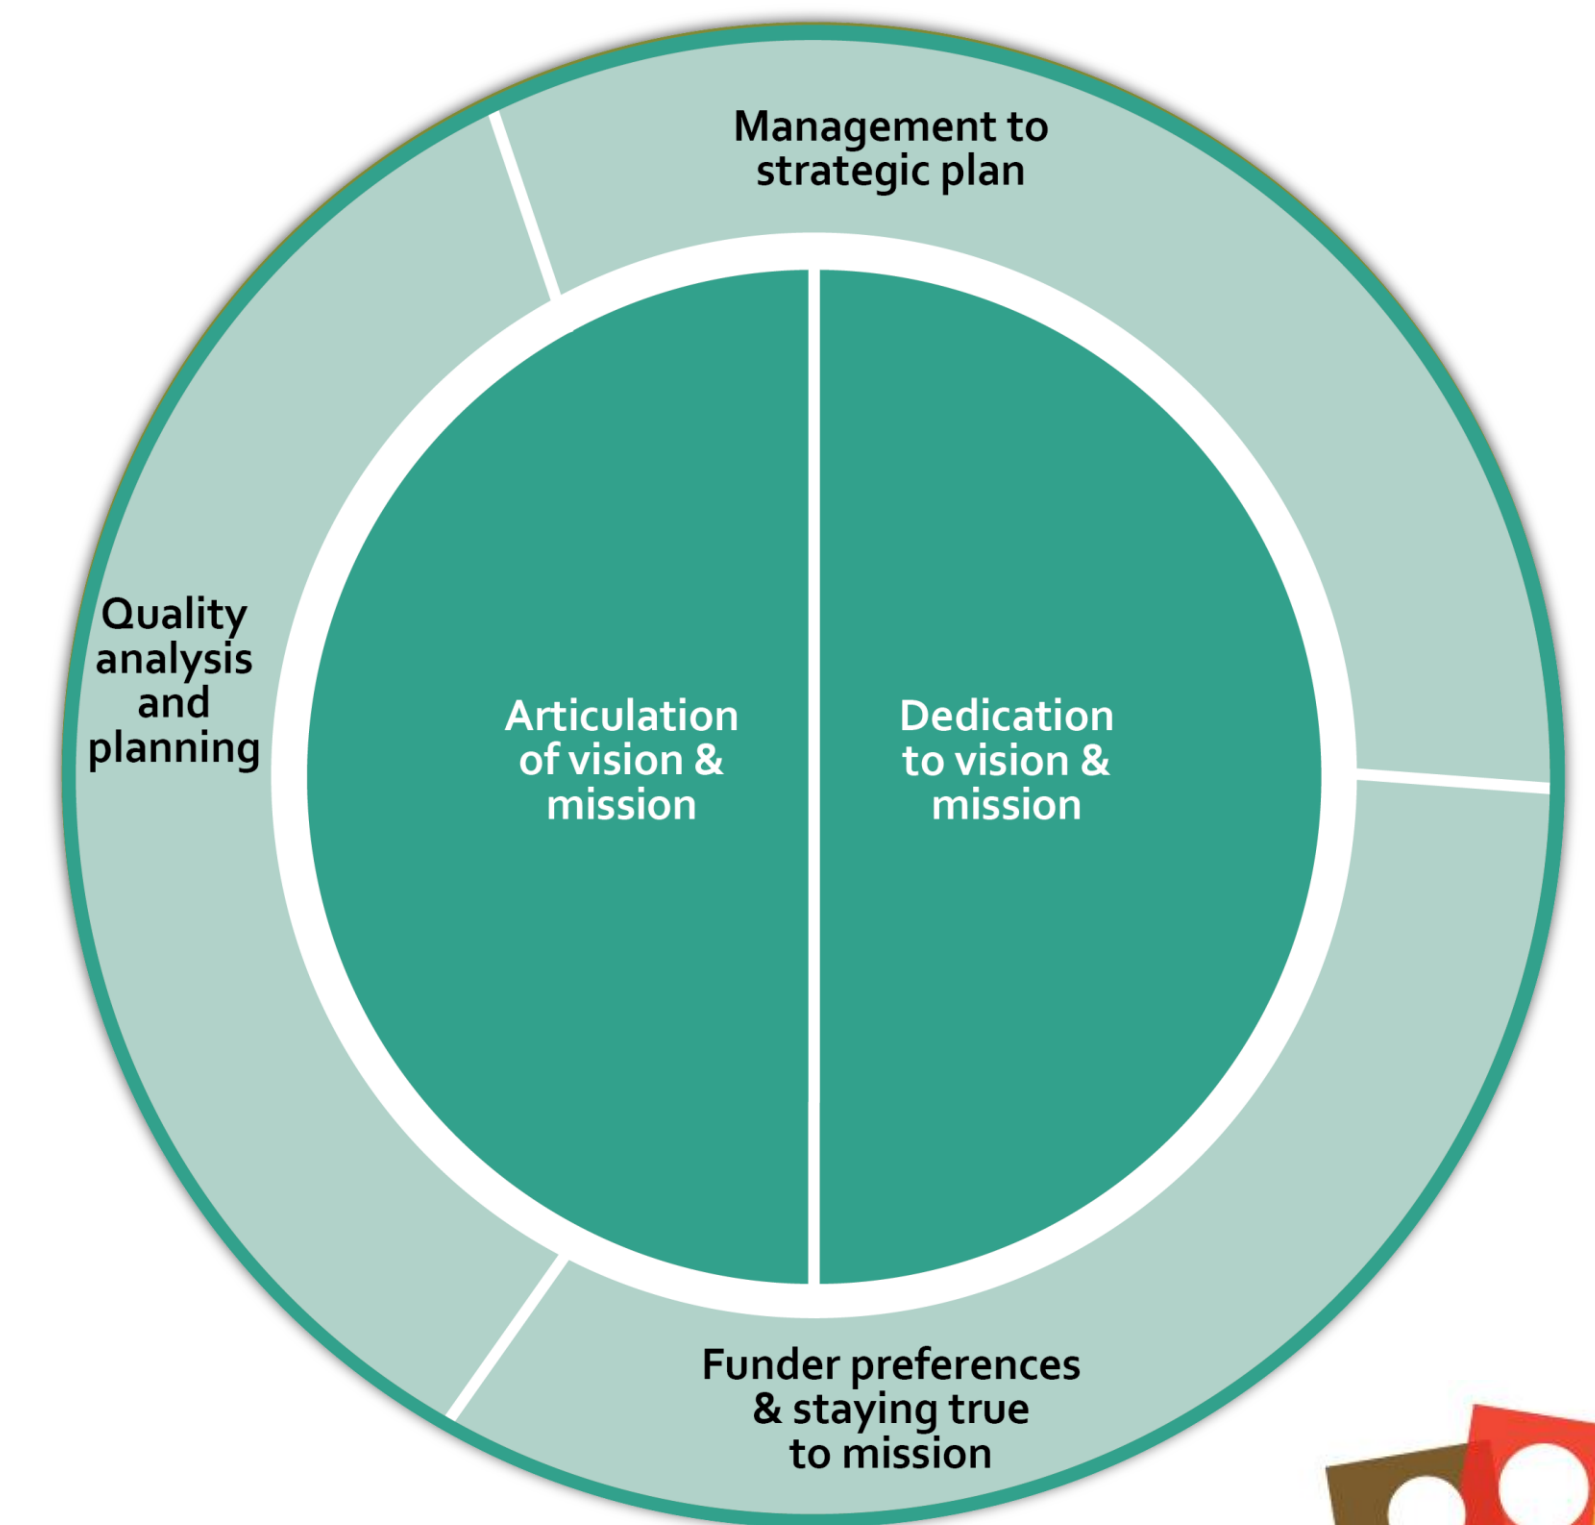 Management to
strategic plan
Quality
analysis
and
planning
Articulation
of vision &
mission
Dedication
to vision &
mission
Funder preferences
& staying true
to mission